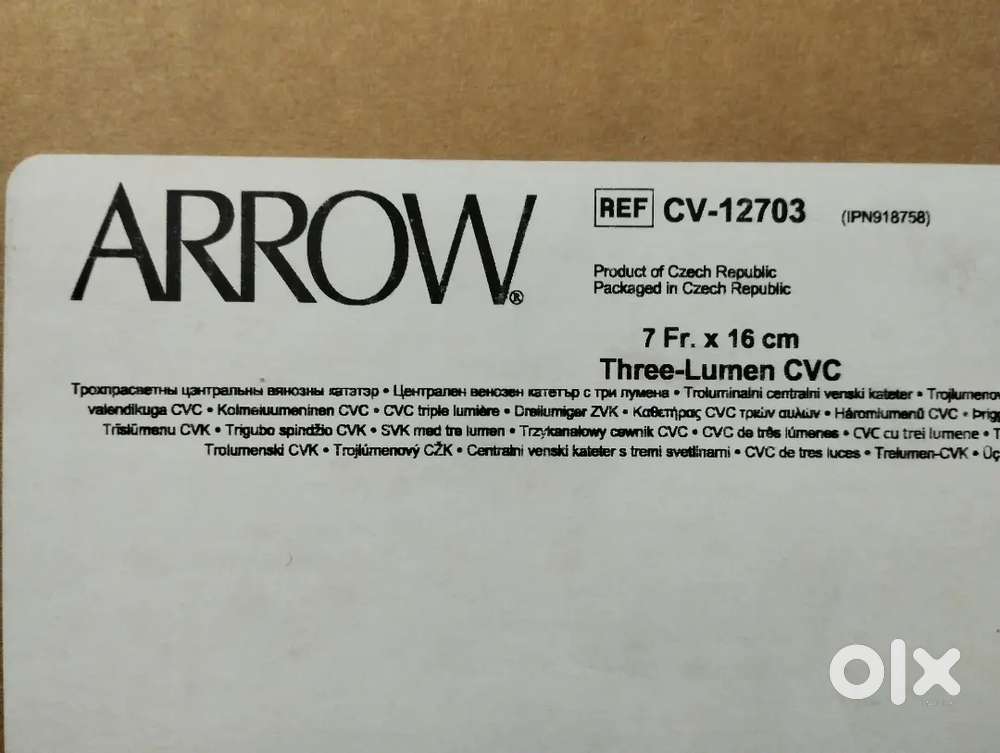 ARROW®
REF CV-12703 (IPN918758)
Product of Czech Republic
Packaged in Czech Republic
7 Fr. x 16 cm
Three-Lumen CVC
Трохпрасветны цэнтральны вянозны катэтэр • Централен венозен катетър с три лумена • Troluminalni centralni venski kateter •
valendikuga CVC • Kolmeluumeninen CVC • CVC triple lumière • Dreilumiger ZVK • Καθετήρας CVC τριών αυλών • Háromlumenű CVC •
Trīslūmenu CVK • Trigubo spindžio CVK • SVK med tre lumen • Trzykanałowy cewnik CVC • CVC de três lúmenes • CVC cu trei lumene •
Trolumenski CVK • Trojlúmenový CŽK • Centralni venski kateter s tremi svetlinami • CVC de tres luces • Trelumen-CVK •
olx